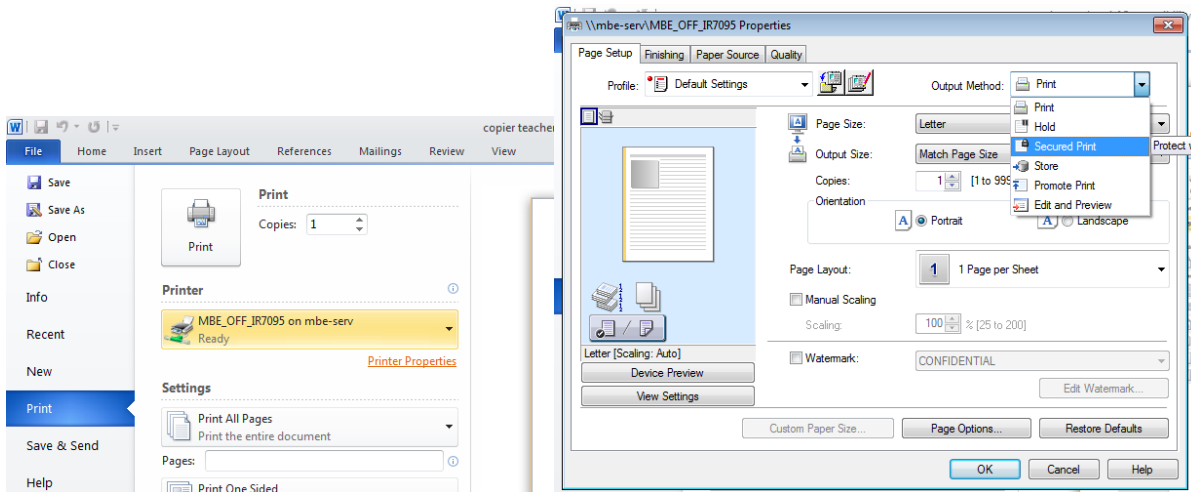 copier teacher
File Home Insert Page Layout References Mailings Review View
Save
Save As
Open
Close
Info
Recent
New
Print
Save & Send
Help
Print
Print
Copies: 1
Printer
MBE_OFF_IR7095 on mbe-serv
Ready
Printer Properties
Settings
Print All Pages
Print the entire document
Pages:
Print One Sided
\\mbe-serv\MBE_OFF_IR7095 Properties
Page Setup Finishing Paper Source Quality
Profile: Default Settings
Output Method: Print
Print
Hold
Secured Print
Store
Promote Print
Edit and Preview
Protect
Page Size: Letter
Output Size: Match Page Size
Copies: 1 [1 to 999
Orientation
A Portrait A Landscape
Page Layout: 1 1 Page per Sheet
Manual Scaling
Scaling: 100 % [25 to 200]
Watermark: CONFIDENTIAL
Edit Watermark...
Letter [Scaling: Auto]
Device Preview
View Settings
Custom Paper Size... Page Options... Restore Defaults
OK Cancel Help